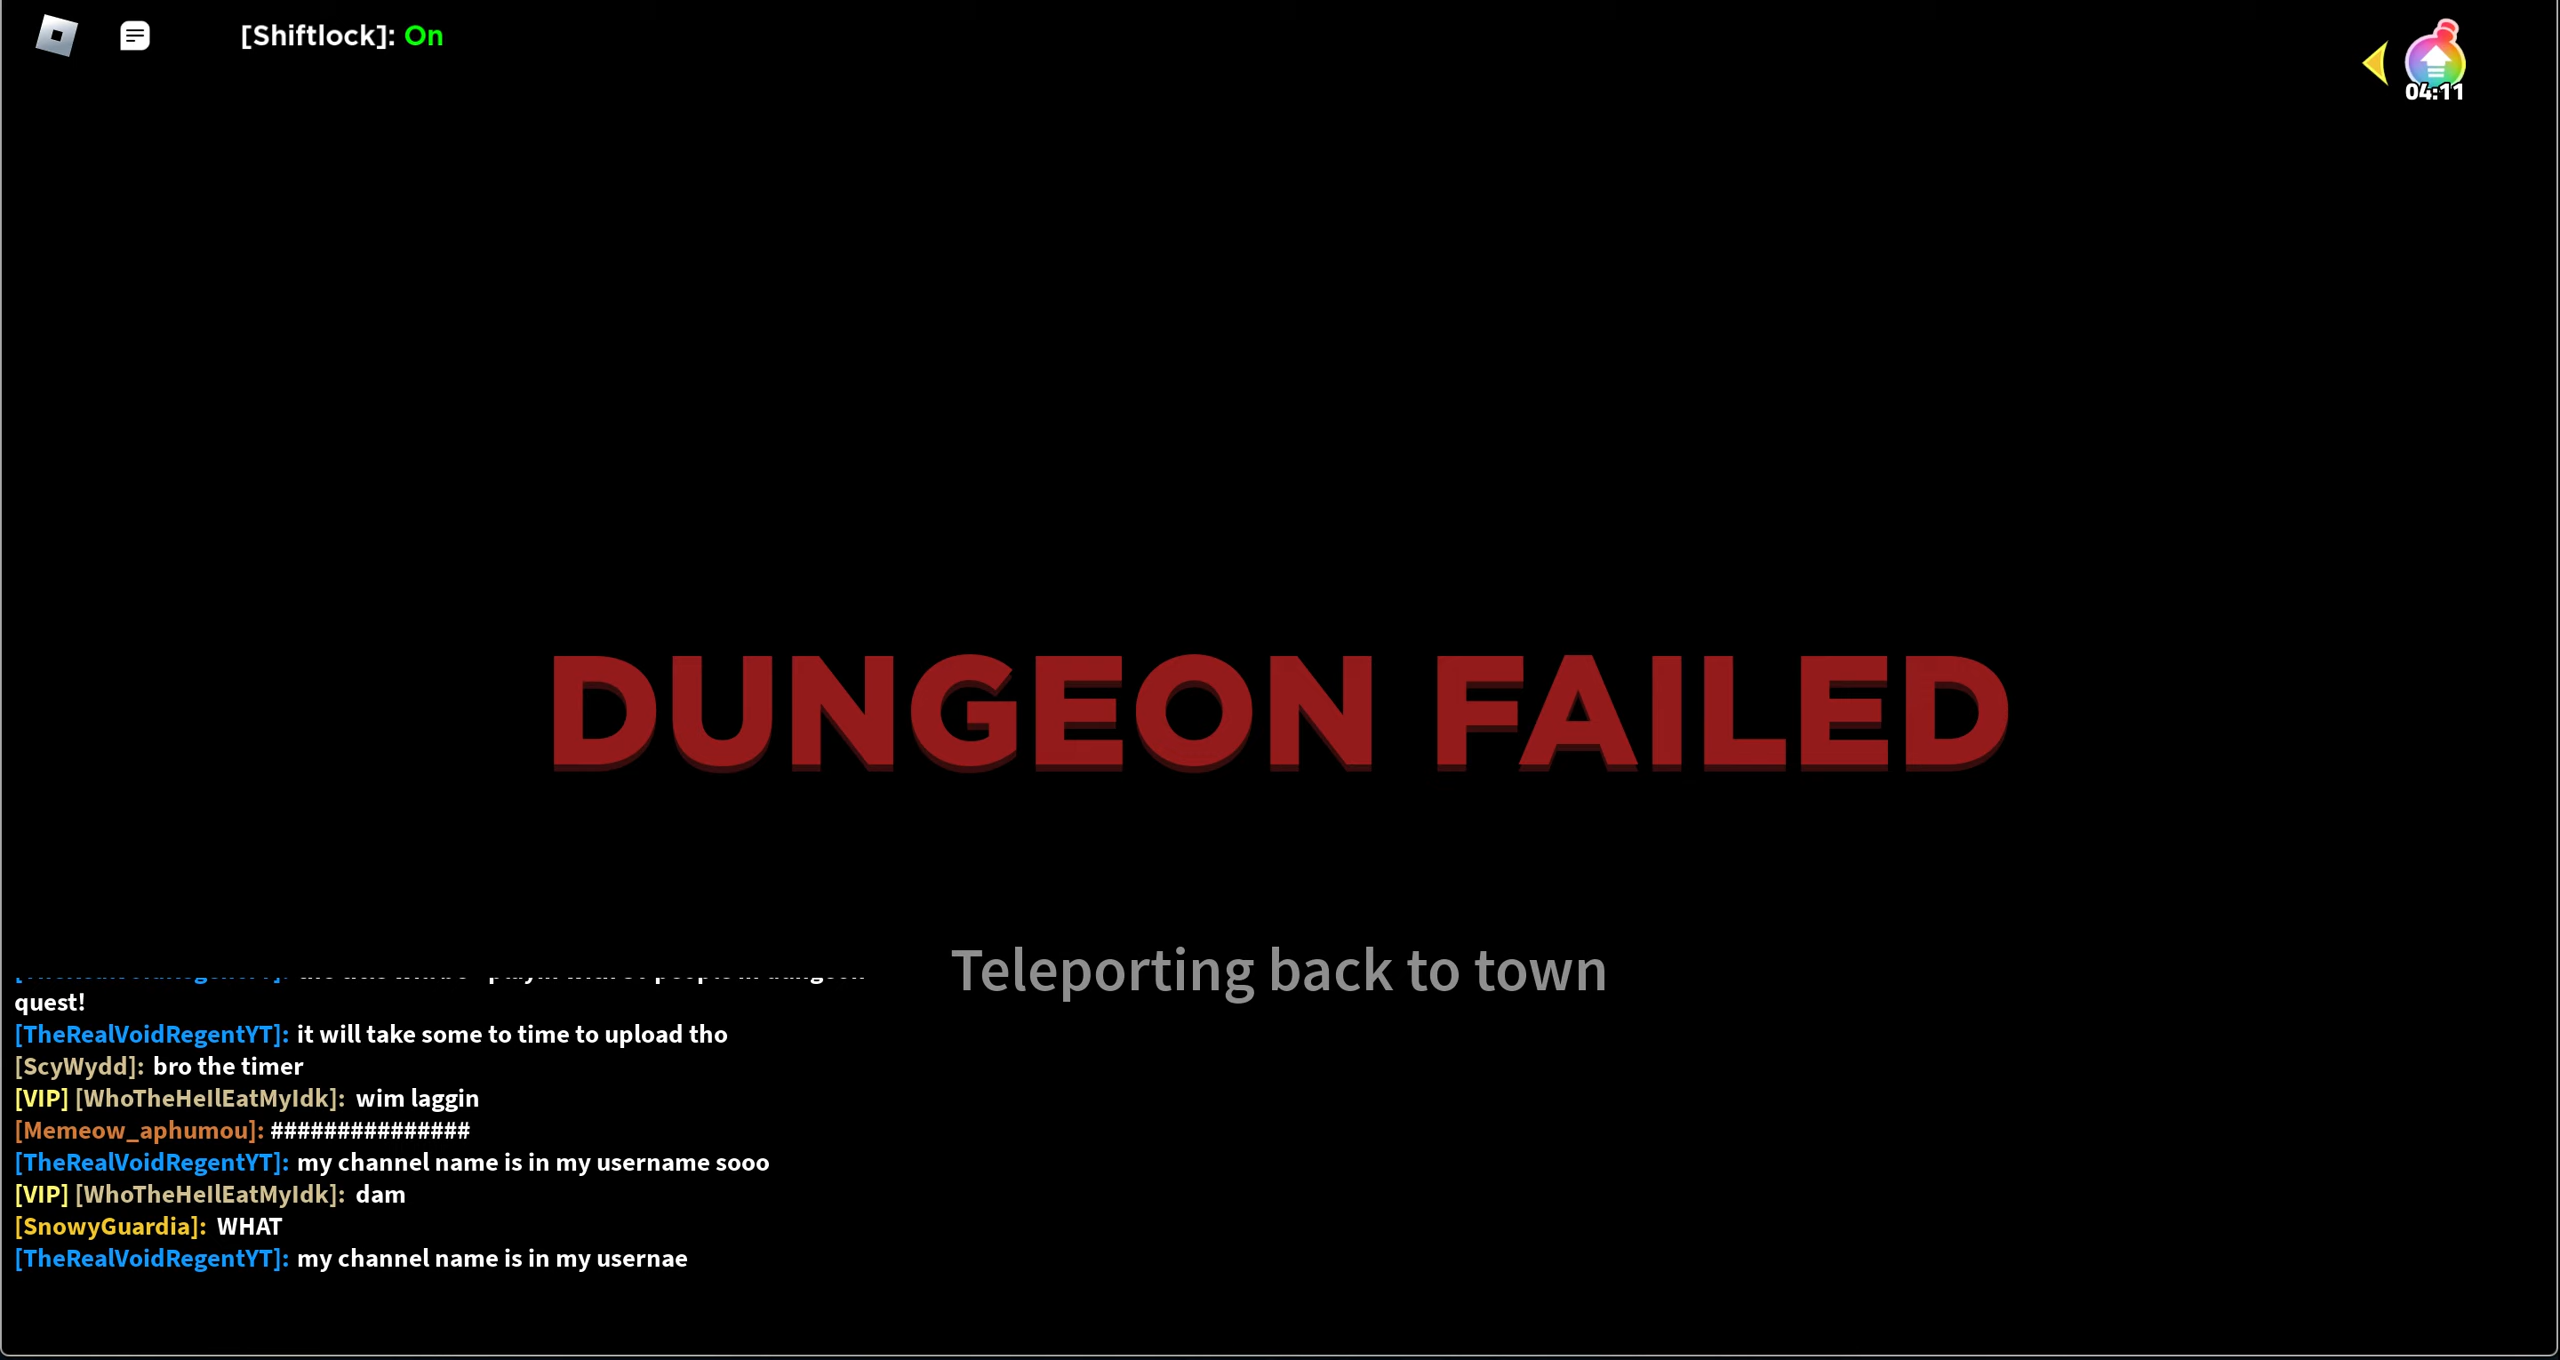 [Shiftlock]: On
04:11
DUNGEON FAILED
Teleporting back to town
quest!
[TheRealVoidRegentYT]: it will take some to time to upload tho
[ScyWydd]: bro the timer
[VIP] [WhoTheHeIlEatMyIdk]: wim laggin
[Memeow_aphumou]: ###############
[TheRealVoidRegentYT]: my channel name is in my username sooo
[VIP] [WhoTheHeIlEatMyIdk]: dam
[SnowyGuardia]: WHAT
[TheRealVoidRegentYT]: my channel name is in my usernae